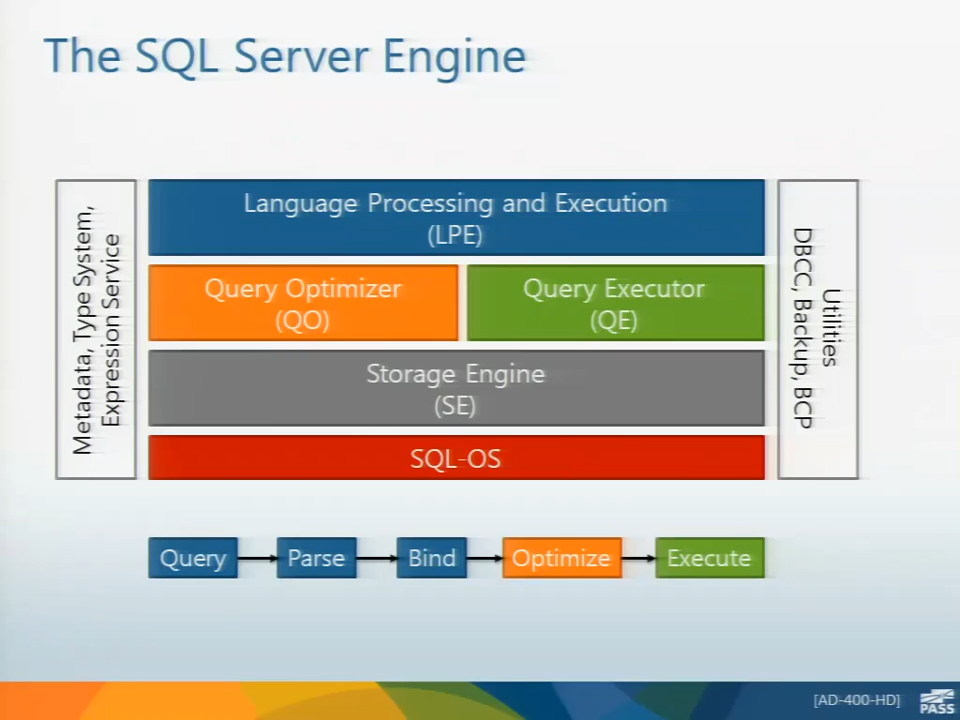 The SQL Server Engine
Metadata, Type System,
Expression Service
Language Processing and Execution
(LPE)
Query Optimizer
(QO)
Query Executor
(QE)
Storage Engine
(SE)
SQL-OS
Utilities
DBCC, Backup, BCP
Query
Parse
Bind
Optimize
Execute
[AD-400-HD]
PASS